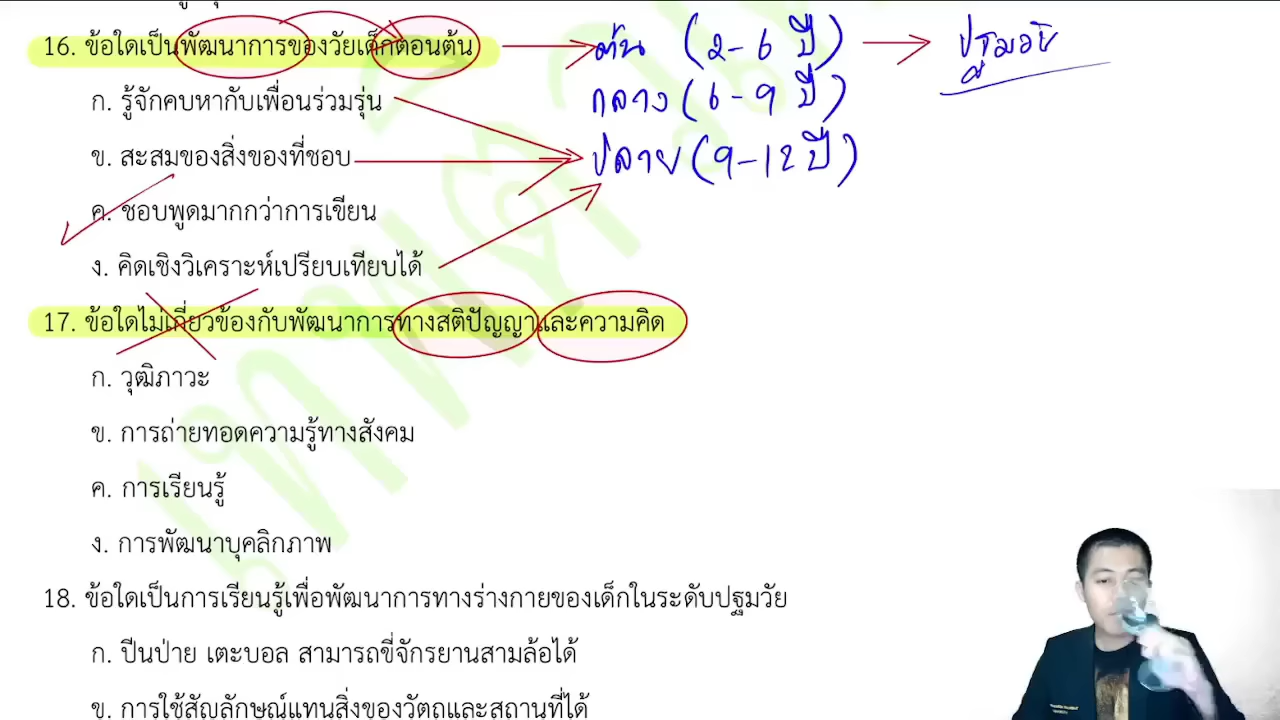 16. ข้อใดเป็นพัฒนาการของวัยเด็กตอนต้น
ต้น (2-6 ปี)
ปฐมวัย
ก. รู้จักคบหากับเพื่อนร่วมรุ่น
กลาง (6-9 ปี)
ข. สะสมของสิ่งของที่ชอบ
ปลาย (9-12 ปี)
ค. ชอบพูดมากกว่าการเขียน
ง. คิดเชิงวิเคราะห์เปรียบเทียบได้
17. ข้อใดไม่เกี่ยวข้องกับพัฒนาการทางสติปัญญาและความคิด
ก. วุฒิภาวะ
ข. การถ่ายทอดความรู้ทางสังคม
ค. การเรียนรู้
ง. การพัฒนาบุคลิกภาพ
18. ข้อใดเป็นการเรียนรู้เพื่อพัฒนาการทางร่างกายของเด็กในระดับปฐมวัย
ก. ปีนป่าย เตะบอล สามารถขี่จักรยานสามล้อได้
ข. การใช้สัญลักษณ์แทนสิ่งของวัตถุและสถานที่ได้